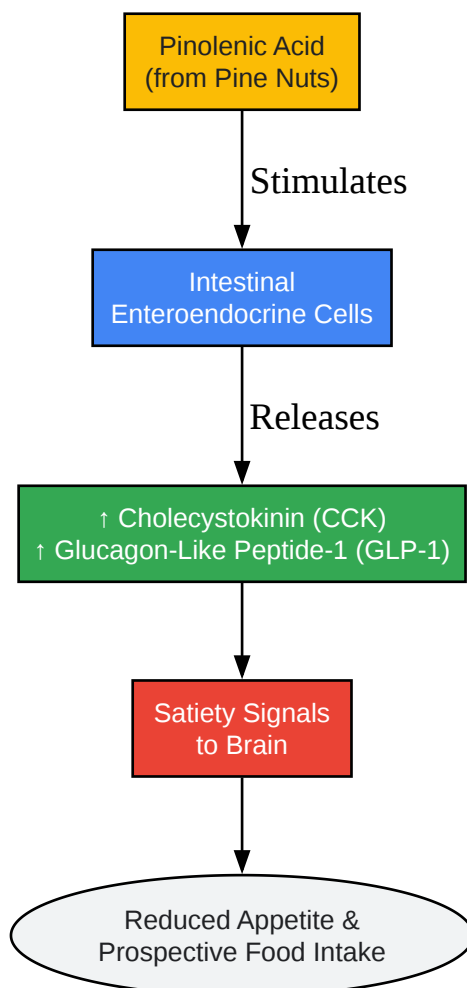 Pinolenic Acid
(from Pine Nuts)
Stimulates
Intestinal
Enteroendocrine Cells
Releases
↑ Cholecystokinin (CCK)
↑ Glucagon-Like Peptide-1 (GLP-1)
Satiety Signals
to Brain
Reduced Appetite &
Prospective Food Intake